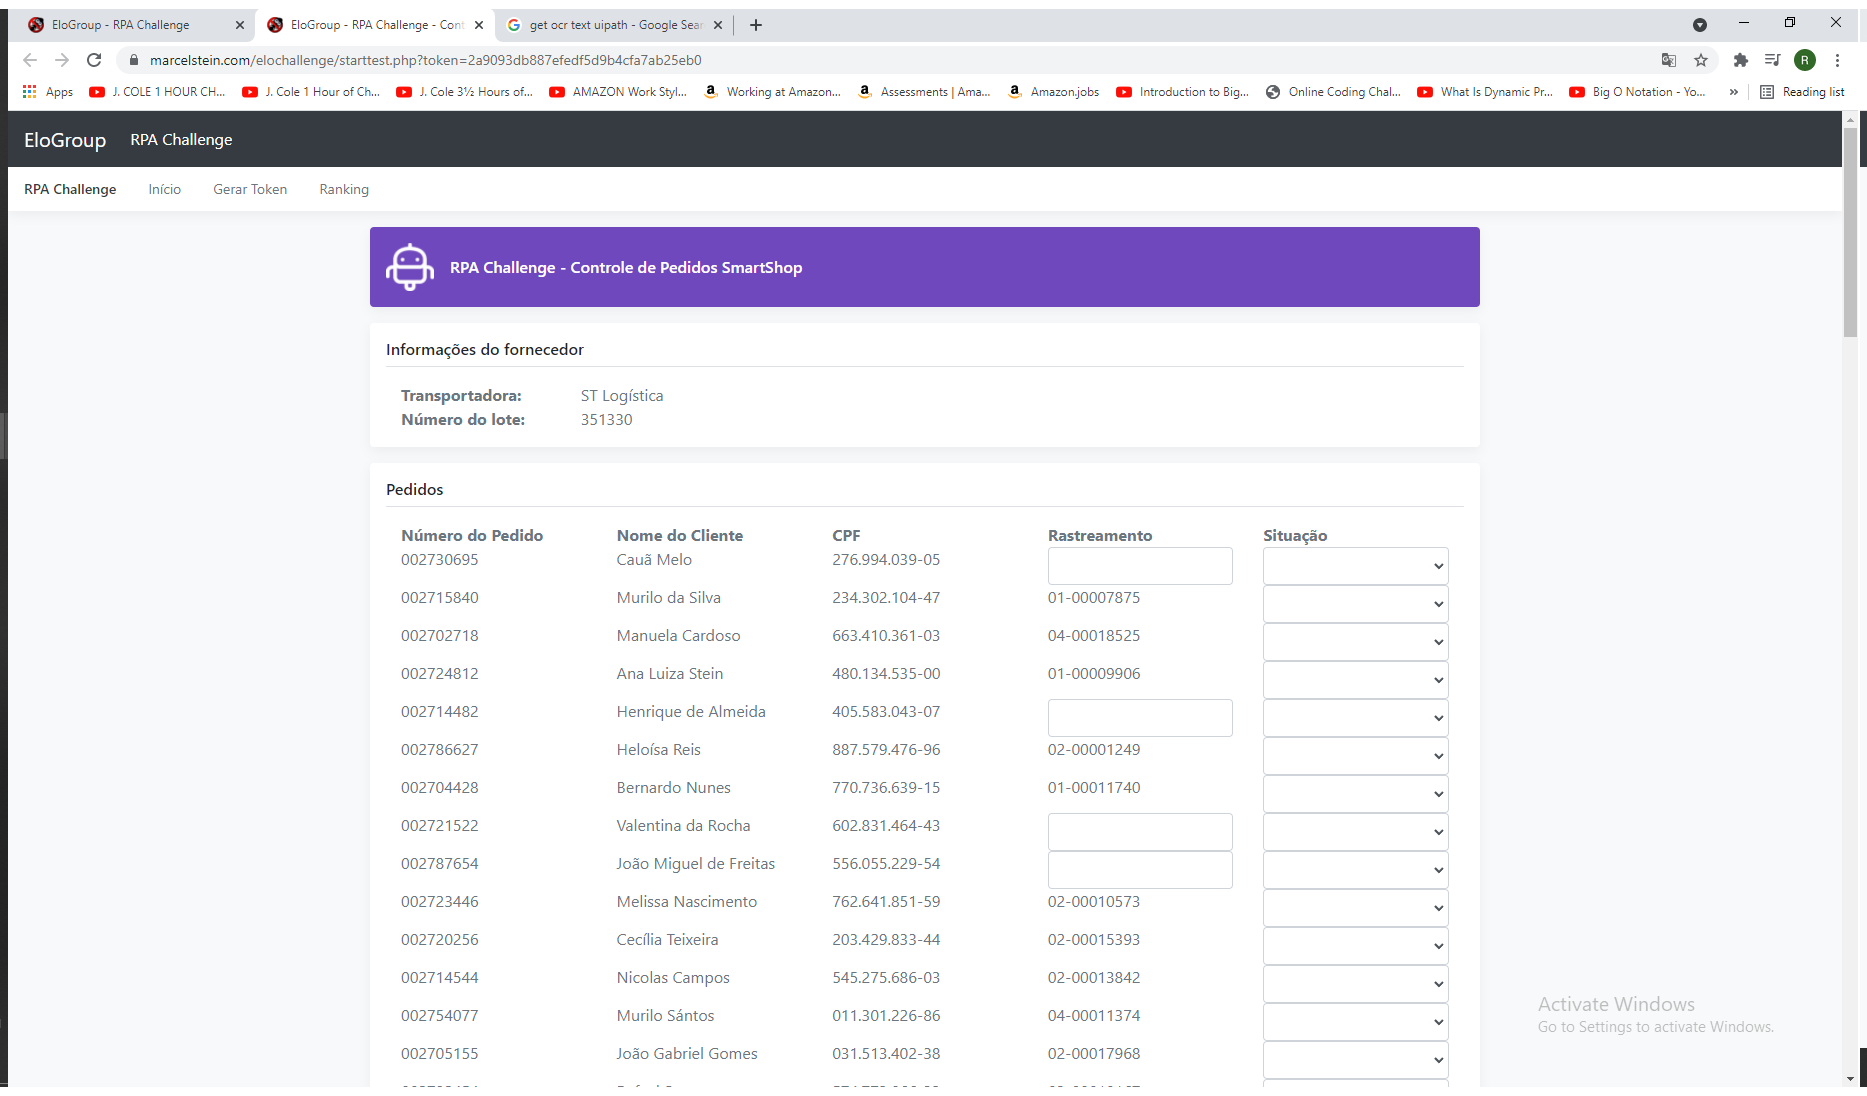 EloGroup - RPA Challenge
EloGroup - RPA Challenge - Cont
get ocr text uipath - Google Sear
marcelstein.com/elochallenge/starttest.php?token=2a9093db887efedf5d9b4cfa7ab25eb0
R
Apps
J. COLE 1 HOUR CH...
J. Cole 1 Hour of Ch...
J. Cole 3½ Hours of...
AMAZON Work Styl...
Working at Amazon...
Assessments | Ama...
Amazon.jobs
Introduction to Big...
Online Coding Chal...
What Is Dynamic Pr...
Big O Notation - Yo...
»
Reading list
EloGroup RPA Challenge
RPA Challenge Início Gerar Token Ranking
RPA Challenge - Controle de Pedidos SmartShop
Informações do fornecedor
Transportadora: ST Logística
Número do lote: 351330
Pedidos
Número do Pedido Nome do Cliente CPF Rastreamento Situação
002730695 Cauã Melo 276.994.039-05
002715840 Murilo da Silva 234.302.104-47 01-00007875
002702718 Manuela Cardoso 663.410.361-03 04-00018525
002724812 Ana Luiza Stein 480.134.535-00 01-00009906
002714482 Henrique de Almeida 405.583.043-07
002786627 Heloísa Reis 887.579.476-96 02-00001249
002704428 Bernardo Nunes 770.736.639-15 01-00011740
002721522 Valentina da Rocha 602.831.464-43
002787654 João Miguel de Freitas 556.055.229-54
002723446 Melissa Nascimento 762.641.851-59 02-00010573
002720256 Cecília Teixeira 203.429.833-44 02-00015393
002714544 Nicolas Campos 545.275.686-03 02-00013842
002754077 Murilo Sántos 011.301.226-86 04-00011374
002705155 João Gabriel Gomes 031.513.402-38 02-00017968
Activate Windows
Go to Settings to activate Windows.